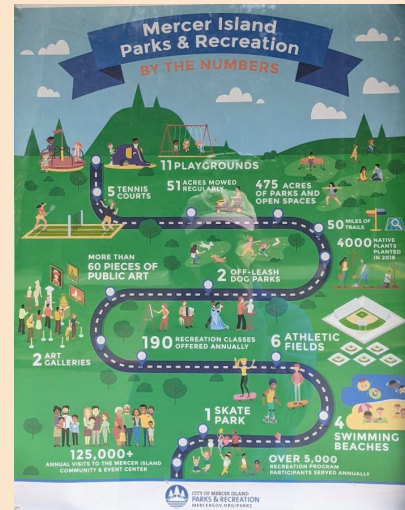 Mercer Island
Parks & Recreation
BY THE NUMBERS
11 PLAYGROUNDS
5 TENNIS
COURTS
51 ACRES MOWED
REGULARLY
475 ACRES
OF PARKS AND
OPEN SPACES
50 MILES OF
TRAILS
4000 NATIVE
PLANTS
PLANTED
IN 2018
MORE THAN
60 PIECES OF
PUBLIC ART
2 OFF-LEASH
DOG PARKS
190 RECREATION CLASSES
OFFERED ANNUALLY
6 ATHLETIC
FIELDS
2 ART
GALLERIES
1 SKATE
PARK
4
SWIMMING
BEACHES
125,000+
ANNUAL VISITS TO THE MERCER ISLAND
COMMUNITY & EVENT CENTER
OVER 5,000
RECREATION PROGRAM
PARTICIPANTS SERVED ANNUALLY
CITY OF MERCER ISLAND
PARKS & RECREATION
MERCERGOV.ORG/PARKS